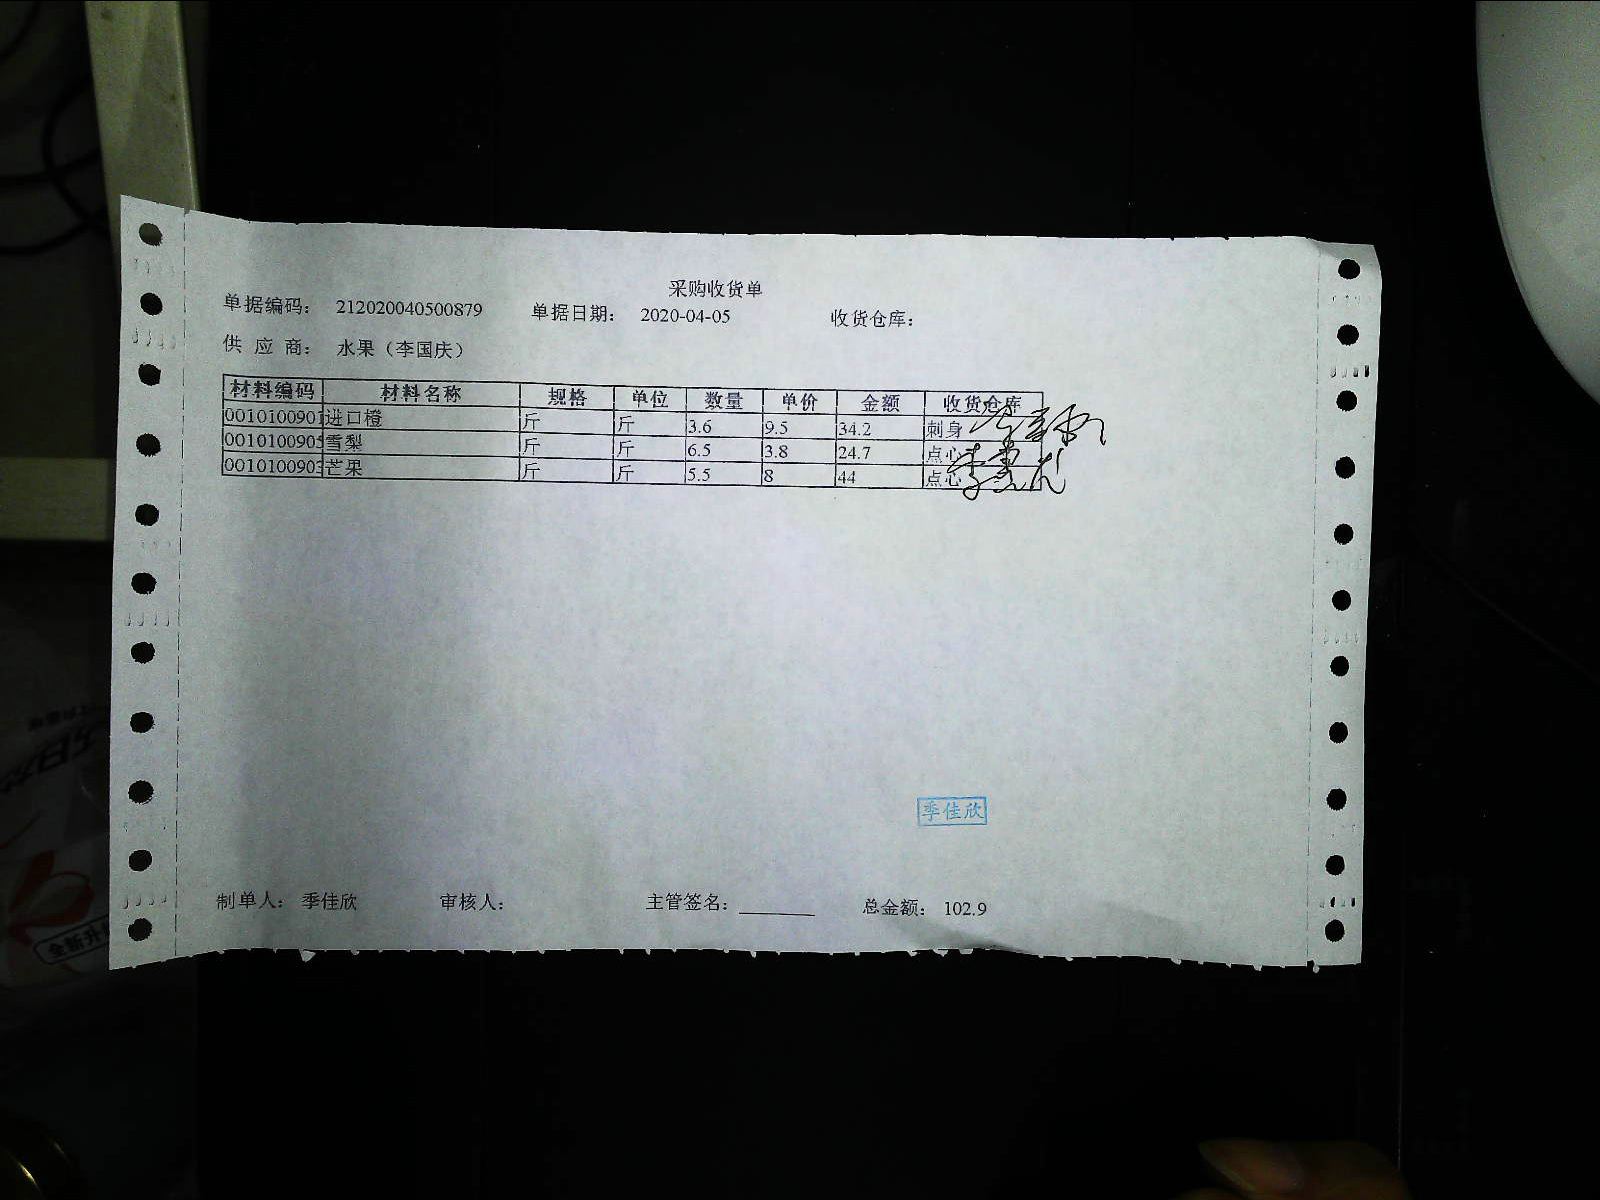 采购收货单
单据编码: 212020040500879 单据日期: 2020-04-05 收货仓库:
供 应 商: 水果（李国庆）
材料编码 材料名称 规格 单位 数量 单价 金额 收货仓库
0010100901 进口橙 斤 斤 3.6 9.5 34.2 刺身
0010100905 雪梨 斤 斤 6.5 3.8 24.7 点心
0010100903 芒果 斤 斤 5.5 8 44 点心
季佳欣
制单人: 季佳欣 审核人: 主管签名: 总金额: 102.9